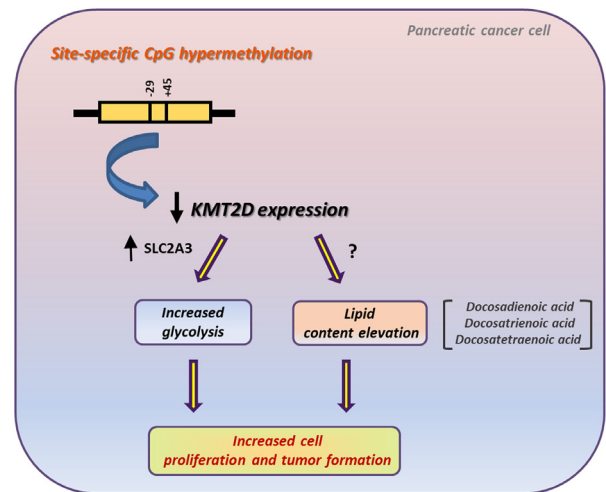 Pancreatic cancer cell
Site-specific CpG hypermethylation
-29
+45
KMT2D expression
SLC2A3
?
Increased
glycolysis
Lipid
content elevation
Docosadienoic acid
Docosatrienoic acid
Docosatetraenoic acid
Increased cell
proliferation and tumor formation